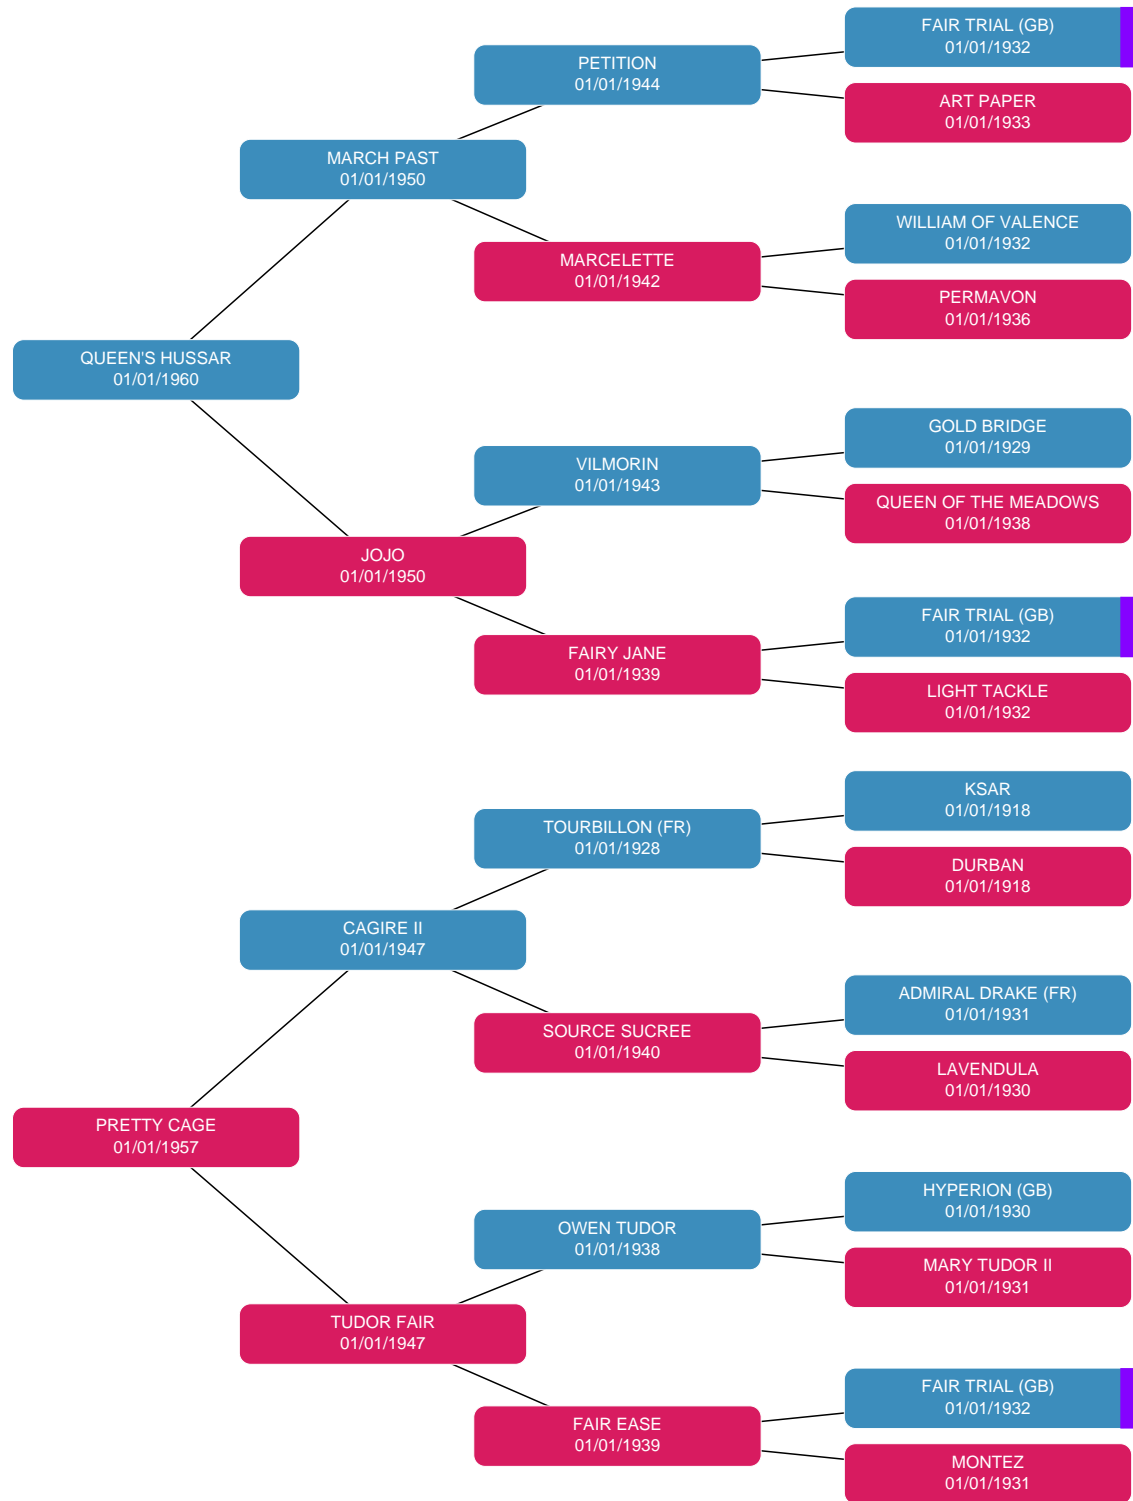 FAIR TRIAL (GB)
01/01/1932
PETITION
01/01/1944
ART PAPER
01/01/1933
MARCH PAST
01/01/1950
WILLIAM OF VALENCE
01/01/1932
MARCELETTE
01/01/1942
PERMAVON
01/01/1936
QUEEN'S HUSSAR
01/01/1960
GOLD BRIDGE
01/01/1929
VILMORIN
01/01/1943
QUEEN OF THE MEADOWS
01/01/1938
JOJO
01/01/1950
FAIR TRIAL (GB)
01/01/1932
FAIRY JANE
01/01/1939
LIGHT TACKLE
01/01/1932
KSAR
01/01/1918
TOURBILLON (FR)
01/01/1928
DURBAN
01/01/1918
CAGIRE II
01/01/1947
ADMIRAL DRAKE (FR)
01/01/1931
SOURCE SUCREE
01/01/1940
LAVENDULA
01/01/1930
PRETTY CAGE
01/01/1957
HYPERION (GB)
01/01/1930
OWEN TUDOR
01/01/1938
MARY TUDOR II
01/01/1931
TUDOR FAIR
01/01/1947
FAIR TRIAL (GB)
01/01/1932
FAIR EASE
01/01/1939
MONTEZ
01/01/1931